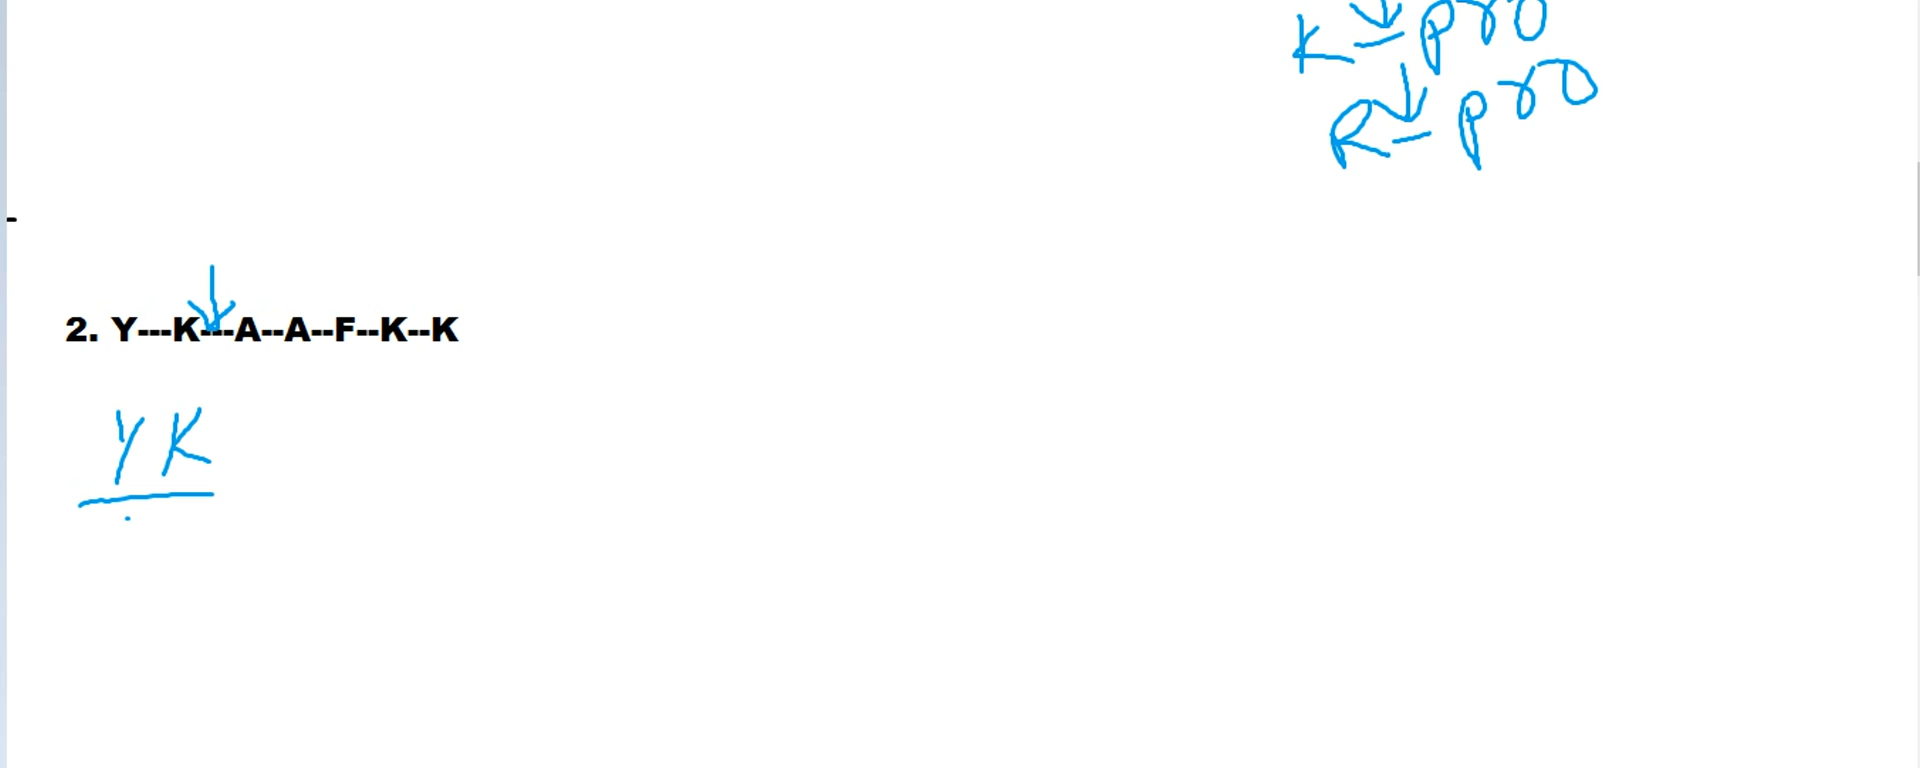 K - pro
R - pro
-
2. Y---K---A--A--F--K--K
YK